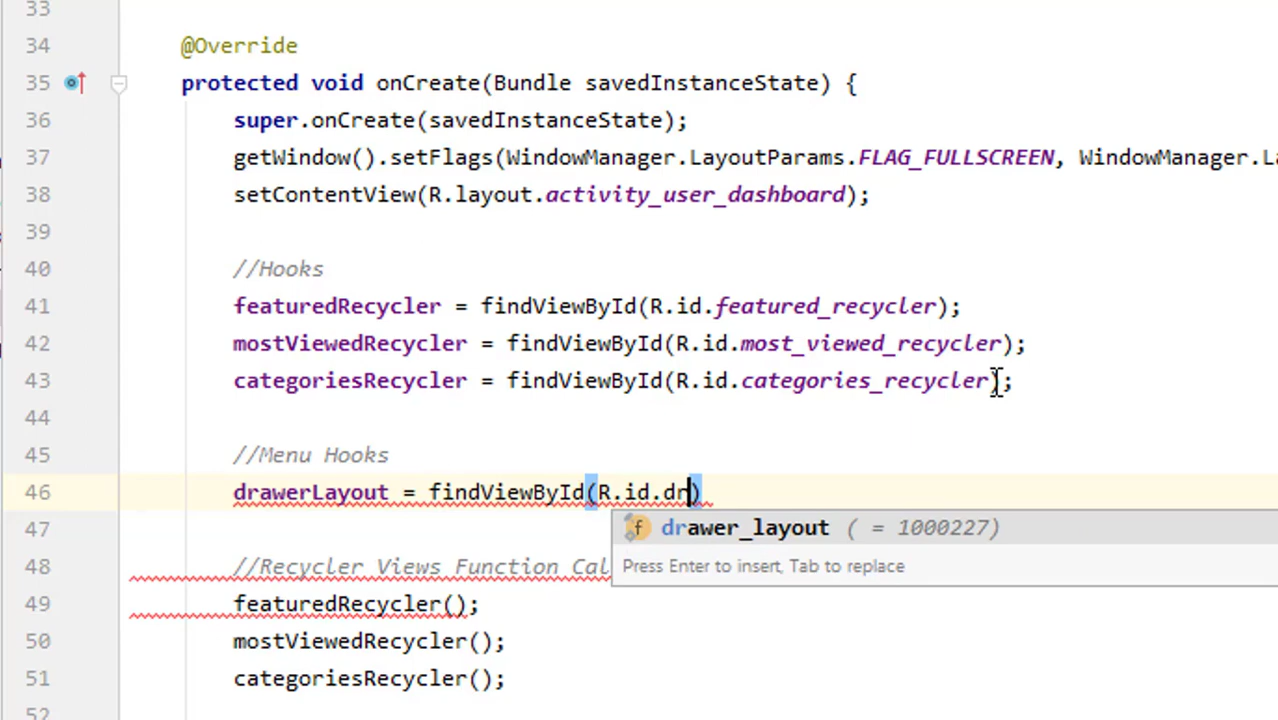 33
34 @Override
35 protected void onCreate(Bundle savedInstanceState) {
36 super.onCreate(savedInstanceState);
37 getWindow().setFlags(WindowManager.LayoutParams.FLAG_FULLSCREEN, WindowManager.La
38 setContentView(R.layout.activity_user_dashboard);
39
40 //Hooks
41 featuredRecycler = findViewById(R.id.featured_recycler);
42 mostViewedRecycler = findViewById(R.id.most_viewed_recycler);
43 categoriesRecycler = findViewById(R.id.categories_recycler);
44
45 //Menu Hooks
46 drawerLayout = findViewById(R.id.dr)
47 drawer_layout ( = 1000227)
48 //Recycler Views Function Cal Press Enter to insert, Tab to replace
49 featuredRecycler();
50 mostViewedRecycler();
51 categoriesRecycler();
52